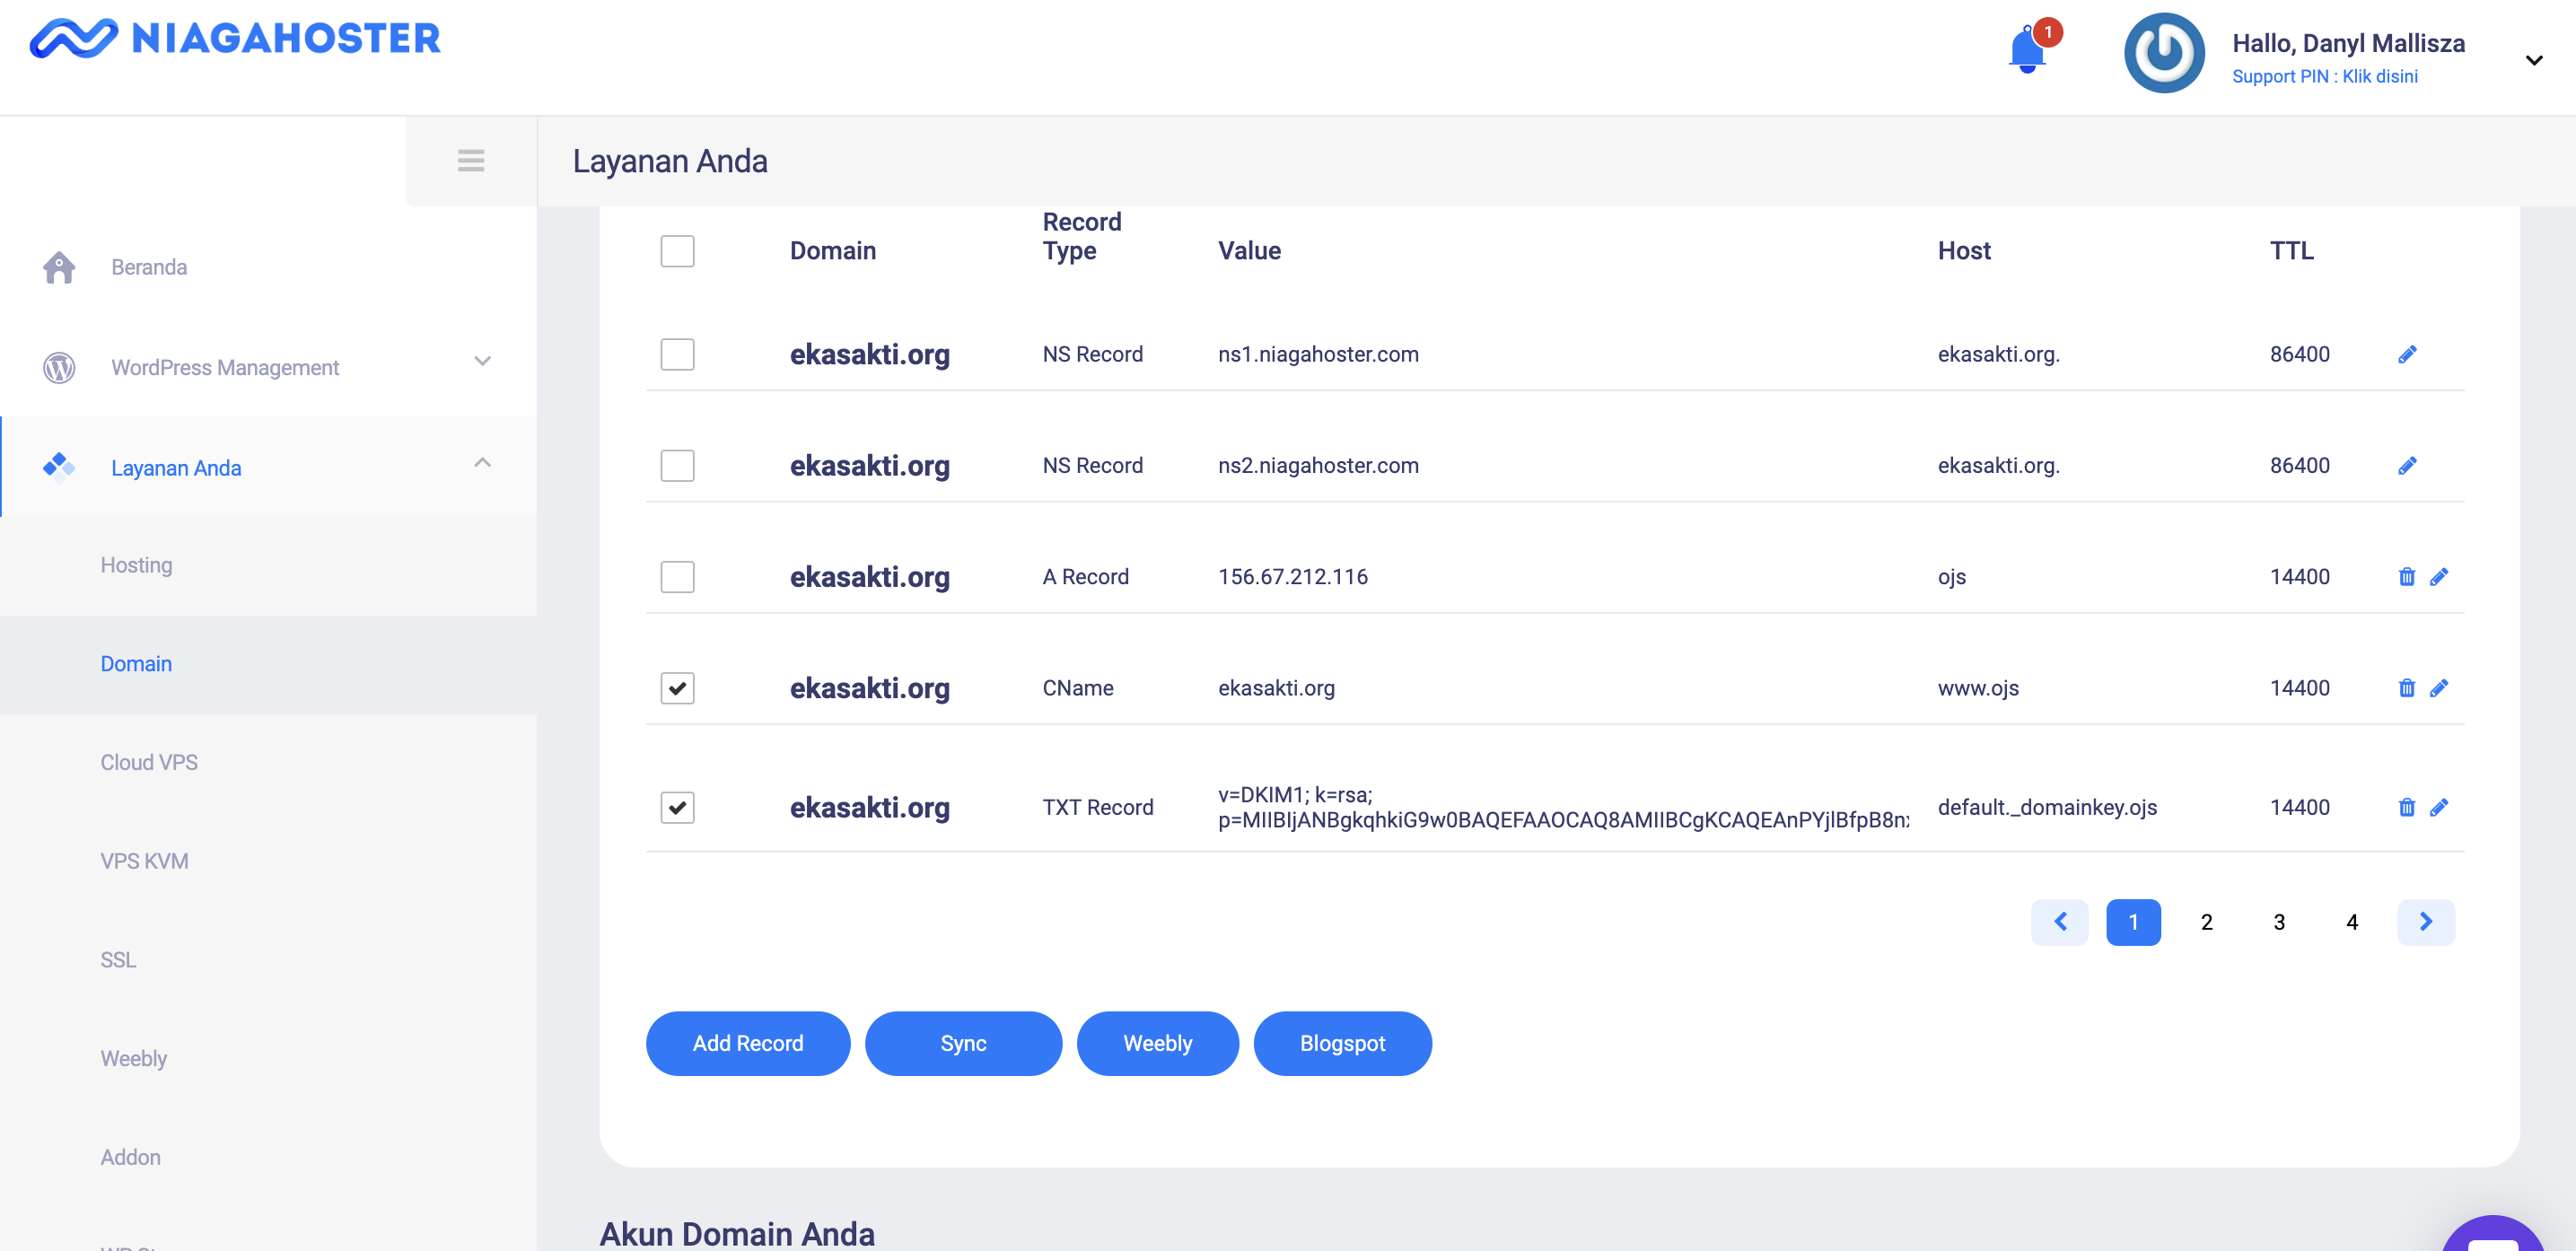 NIAGAHOSTER
1
Hallo, Danyl Mallisza
Support PIN : Klik disini
Layanan Anda
Beranda
WordPress Management
Layanan Anda
Hosting
Domain
Cloud VPS
VPS KVM
SSL
Weebly
Addon
Domain Record Type Value Host TTL
ekasakti.org NS Record ns1.niagahoster.com ekasakti.org. 86400
ekasakti.org NS Record ns2.niagahoster.com ekasakti.org. 86400
ekasakti.org A Record 156.67.212.116 ojs 14400
ekasakti.org CName ekasakti.org www.ojs 14400
ekasakti.org TXT Record v=DKIM1; k=rsa;
p=MIIBIjANBgkqhkiG9w0BAQEFAAOCAQ8AMIIBCgKCAQEAnPYjlBfpB8n default._domainkey.ojs 14400
1 2 3 4
Add Record Sync Weebly Blogspot
Akun Domain Anda